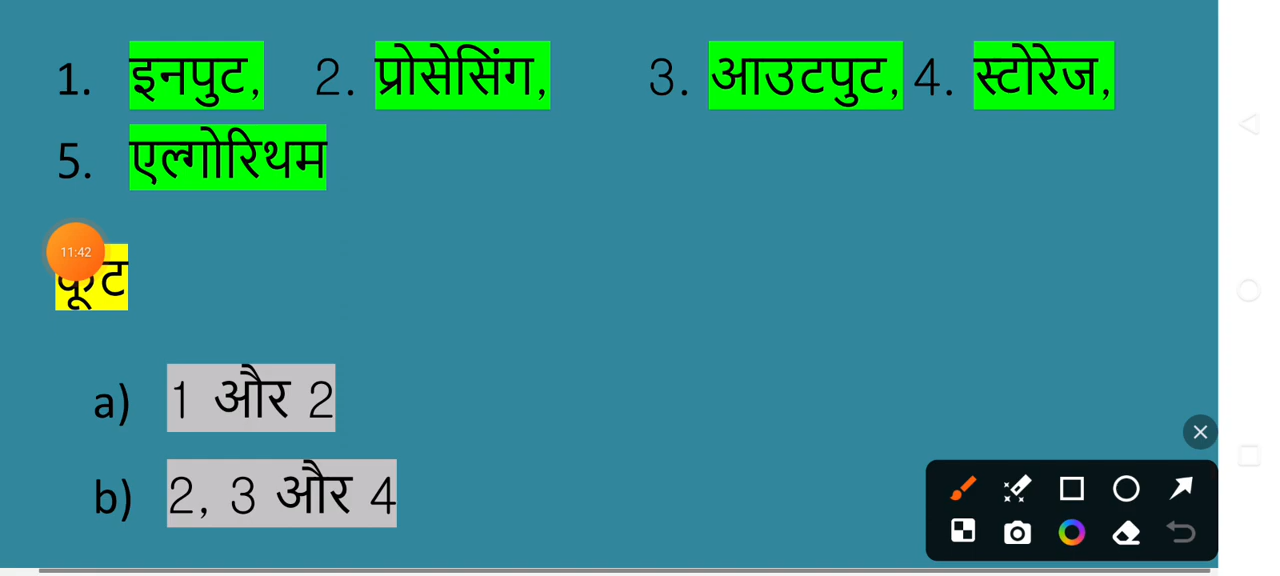 1. इनपुट, 2. प्रोसेसिंग, 3. आउटपुट, 4. स्टोरेज,
5. एल्गोरिथम
11:42
कूट
a) 1 और 2
b) 2, 3 और 4